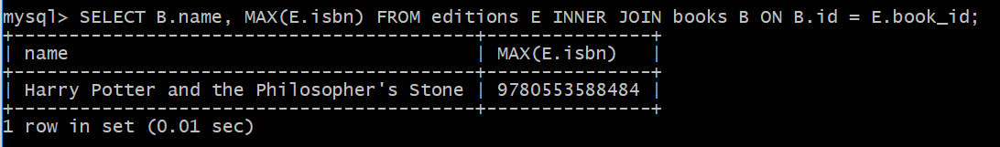 mysql> SELECT B.name, MAX(E.isbn) FROM editions E INNER JOIN books B ON B.id = E.book_id;
+------------------------------------------+---------------+
| name                                     | MAX(E.isbn)   |
+------------------------------------------+---------------+
| Harry Potter and the Philosopher's Stone | 9780553588484 |
+------------------------------------------+---------------+
1 row in set (0.01 sec)